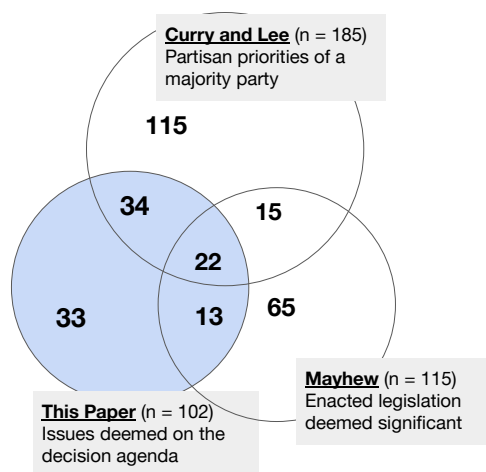 Curry and Lee (n = 185)
Partisan priorities of a
majority party
115
34
15
22
33
13
65
Mayhew (n = 115)
Enacted legislation
deemed significant
This Paper (n = 102)
Issues deemed on the
decision agenda